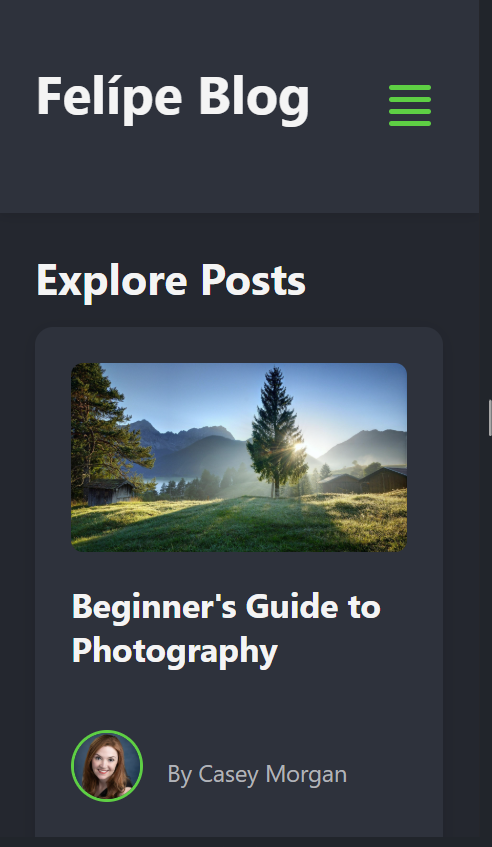 Felípe Blog
Explore Posts
Beginner's Guide to
Photography
By Casey Morgan